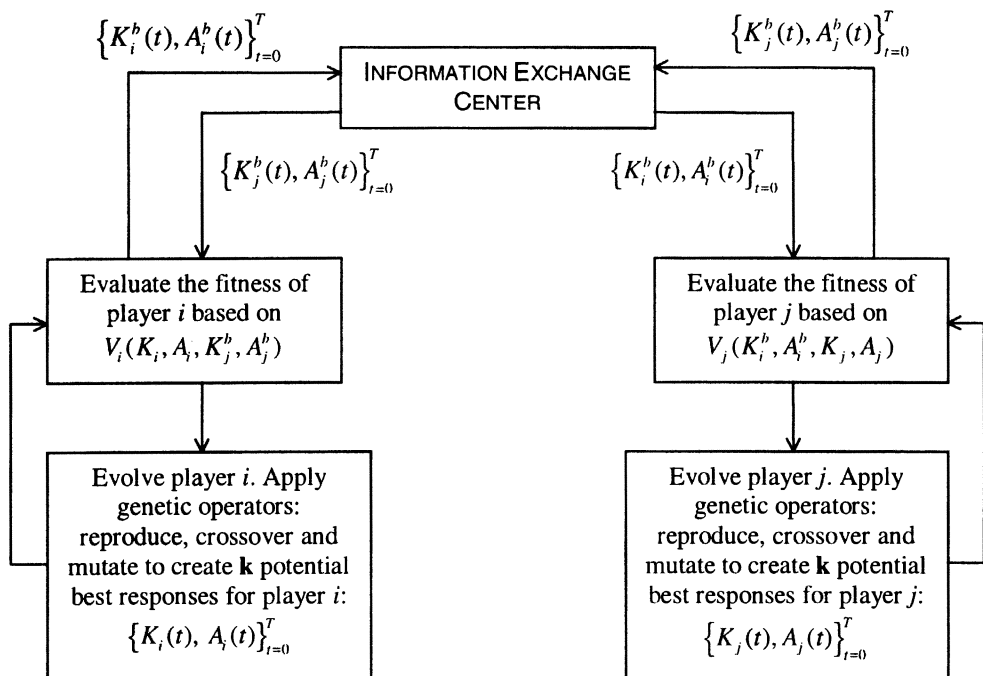 {K_i^b(t), A_i^b(t)}_{t=0}^T
{K_j^b(t), A_j^b(t)}_{t=0}^T
INFORMATION EXCHANGE
CENTER
{K_j^b(t), A_j^b(t)}_{t=0}^T
{K_i^b(t), A_i^b(t)}_{t=0}^T
Evaluate the fitness of
player i based on
V_i(K_i, A_i, K_j^b, A_j^b)
Evaluate the fitness of
player j based on
V_j(K_i^b, A_i^b, K_j, A_j)
Evolve player i. Apply
genetic operators:
reproduce, crossover and
mutate to create k potential
best responses for player i:
{K_i(t), A_i(t)}_{t=0}^T
Evolve player j. Apply
genetic operators:
reproduce, crossover and
mutate to create k potential
best responses for player j:
{K_j(t), A_j(t)}_{t=0}^T